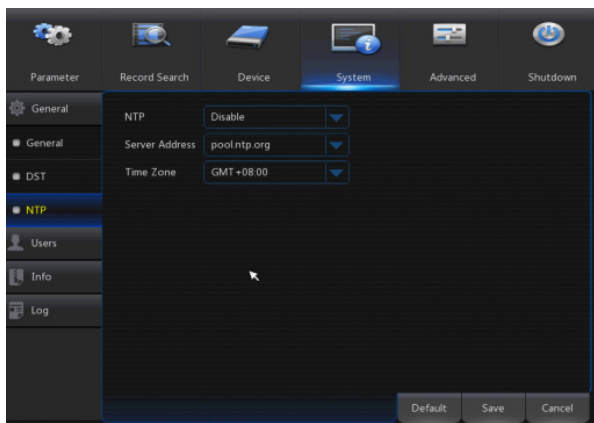 Parameter Record Search Device System Advanced Shutdown
General
General
DST
NTP
Users
Info
Log
NTP Disable
Server Address pool.ntp.org
Time Zone GMT+08:00
Default Save Cancel